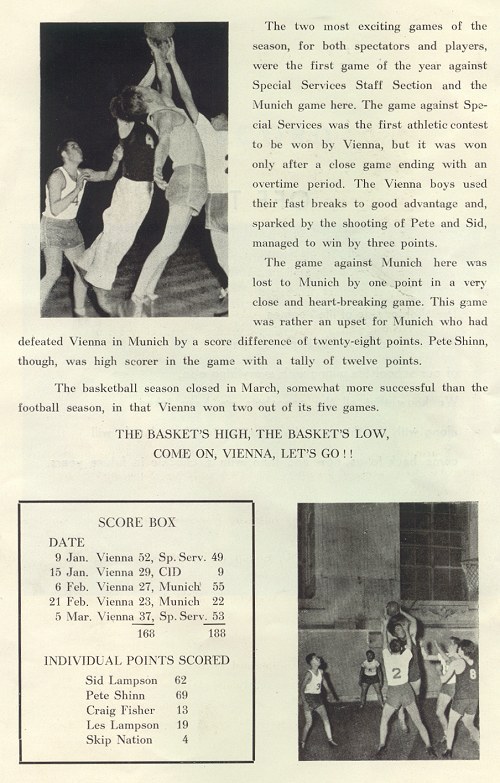 The two most exciting games of the
season, for both spectators and players,
were the first game of the year against
Special Services Staff Section and the
Munich game here. The game against Spe-
cial Services was the first athletic contest
to be won by Vienna, but it was won
only after a close game ending with an
overtime period. The Vienna boys used
their fast breaks to good advantage and,
sparked by the shooting of Pete and Sid,
managed to win by three points.
The game against Munich here was
lost to Munich by one point in a very
close and heart-breaking game. This game
was rather an upset for Munich who had
defeated Vienna in Munich by a score difference of twenty-eight points. Pete Shinn,
though, was high scorer in the game with a tally of twelve points.
The basketball season closed in March, somewhat more successful than the
football season, in that Vienna won two out of its five games.
THE BASKET'S HIGH, THE BASKET'S LOW,
COME ON, VIENNA, LET'S GO !!
SCORE BOX
DATE
9 Jan. Vienna 52, Sp. Serv. 49
15 Jan. Vienna 29, CID 9
6 Feb. Vienna 27, Munich 55
21 Feb. Vienna 23, Munich 22
5 Mar. Vienna 37, Sp. Serv. 53
168 188
INDIVIDUAL POINTS SCORED
Sid Lampson 62
Pete Shinn 69
Craig Fisher 13
Les Lampson 19
Skip Nation 4
4
2
3
8